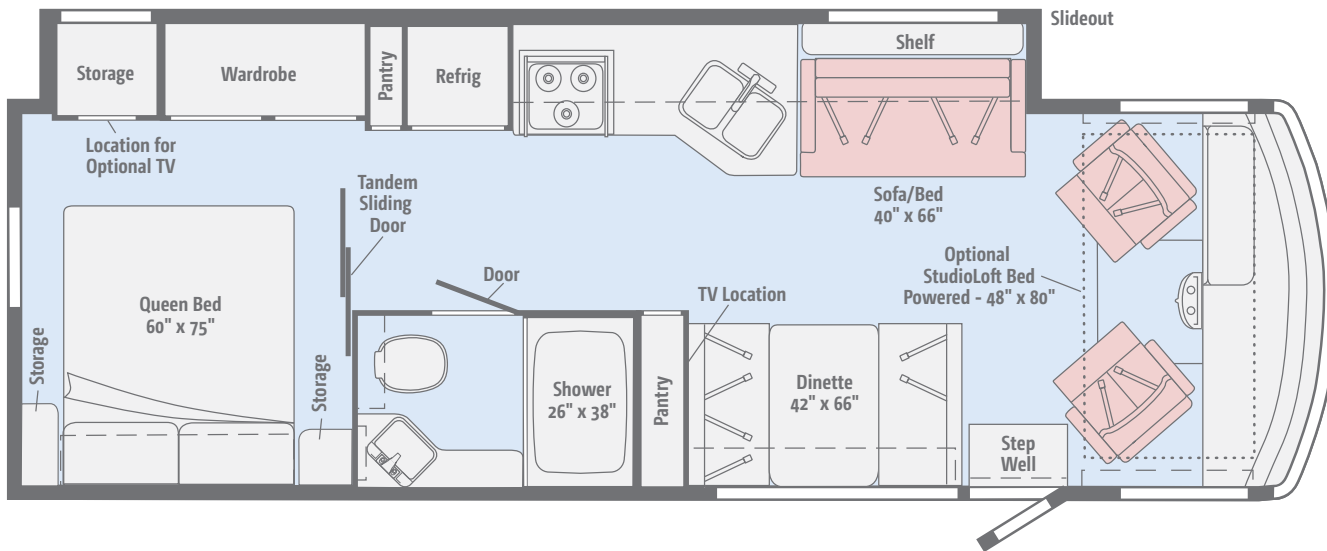 Slideout
Storage
Wardrobe
Pantry
Refrig
Shelf
Location for
Optional TV
Tandem
Sliding
Door
Sofa/Bed
40" x 66"
Optional
StudioLoft Bed
Powered - 48" x 80"
Door
TV Location
Queen Bed
60" x 75"
Storage
Storage
Shower
26" x 38"
Pantry
Dinette
42" x 66"
Step
Well